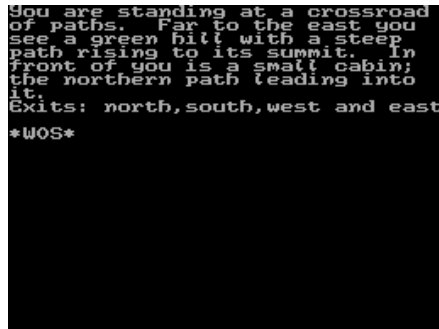 You are standing at a crossroad
of paths.  Far to the east you
see a green hill with a steep
path rising to its summit.  In
front of you is a small cabin;
the northern path leading into
it.
Exits: north,south,west and east
*WOS*